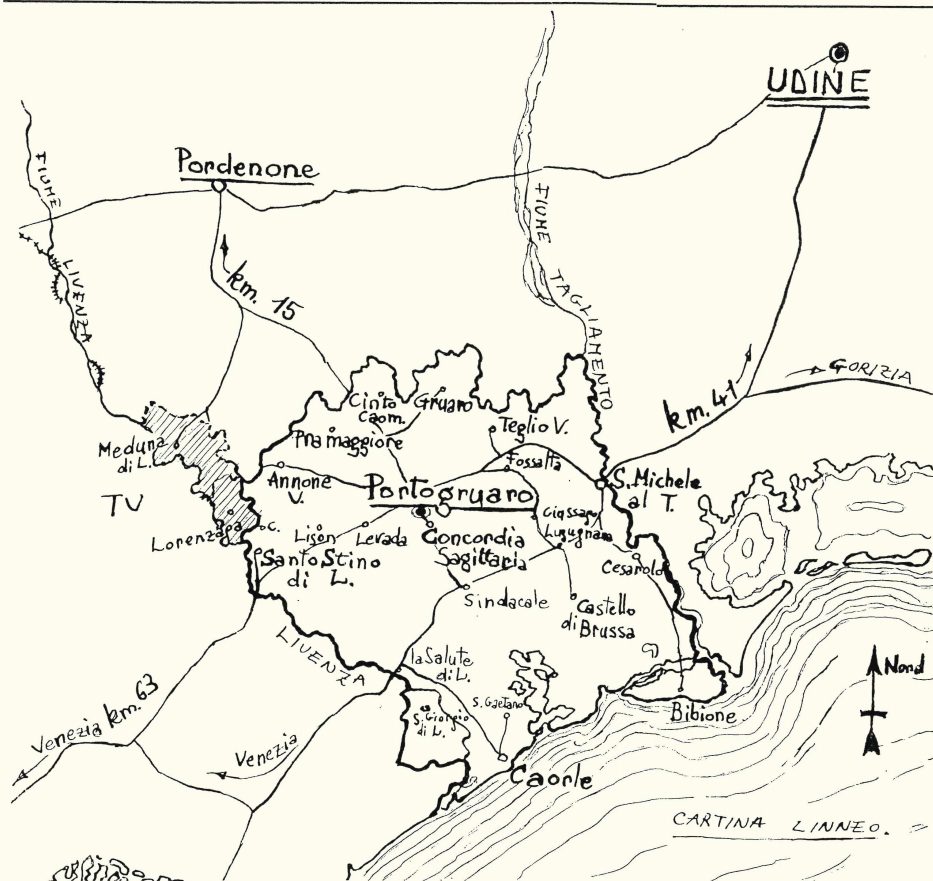 UDINE
Pordenone
FIUME
LIVENZA
FIUME
TAGLIAMENTO
km. 15
km. 41
GORIZIA
Cinto
Caom.
Gruaro
Teglio V.
Pramaggiore
Meduna
di L.
Annone
V.
Fossalta
S. Michele
al T.
TV
Portogruaro
Lorenzaga
c.
Lison
Levada
Concordia
Sagittaria
Lugugnana
Cesarolo
Santo Stino
di L.
Sindacale
Castello
di Brussa
LIVENZA
la Salute
di L.
S. Gaetano
S. Giorgio
di L.
Bibione
Nord
Venezia km. 63
Venezia
Caorle
CARTINA LINNEO.